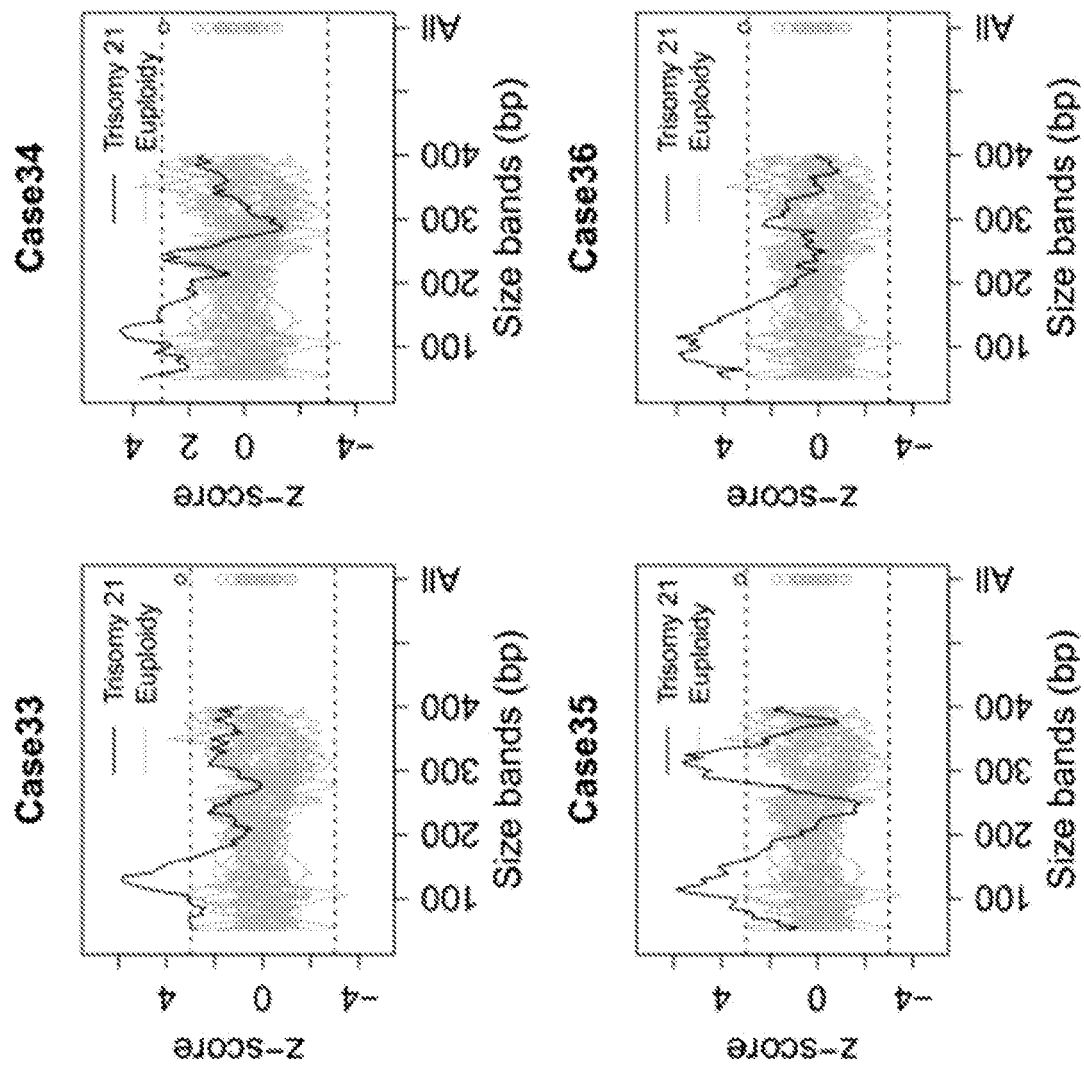 Case33
Trisomy 21
Euploidy
z-score
4
0
-4
100
200
300
400
All
Size bands (bp)
Case34
Trisomy 21
Euploidy
z-score
4
2
0
-4
100
200
300
400
All
Size bands (bp)
Case35
Trisomy 21
Euploidy
z-score
4
0
-4
100
200
300
400
All
Size bands (bp)
Case36
Trisomy 21
Euploidy
z-score
4
0
-4
100
200
300
400
All
Size bands (bp)